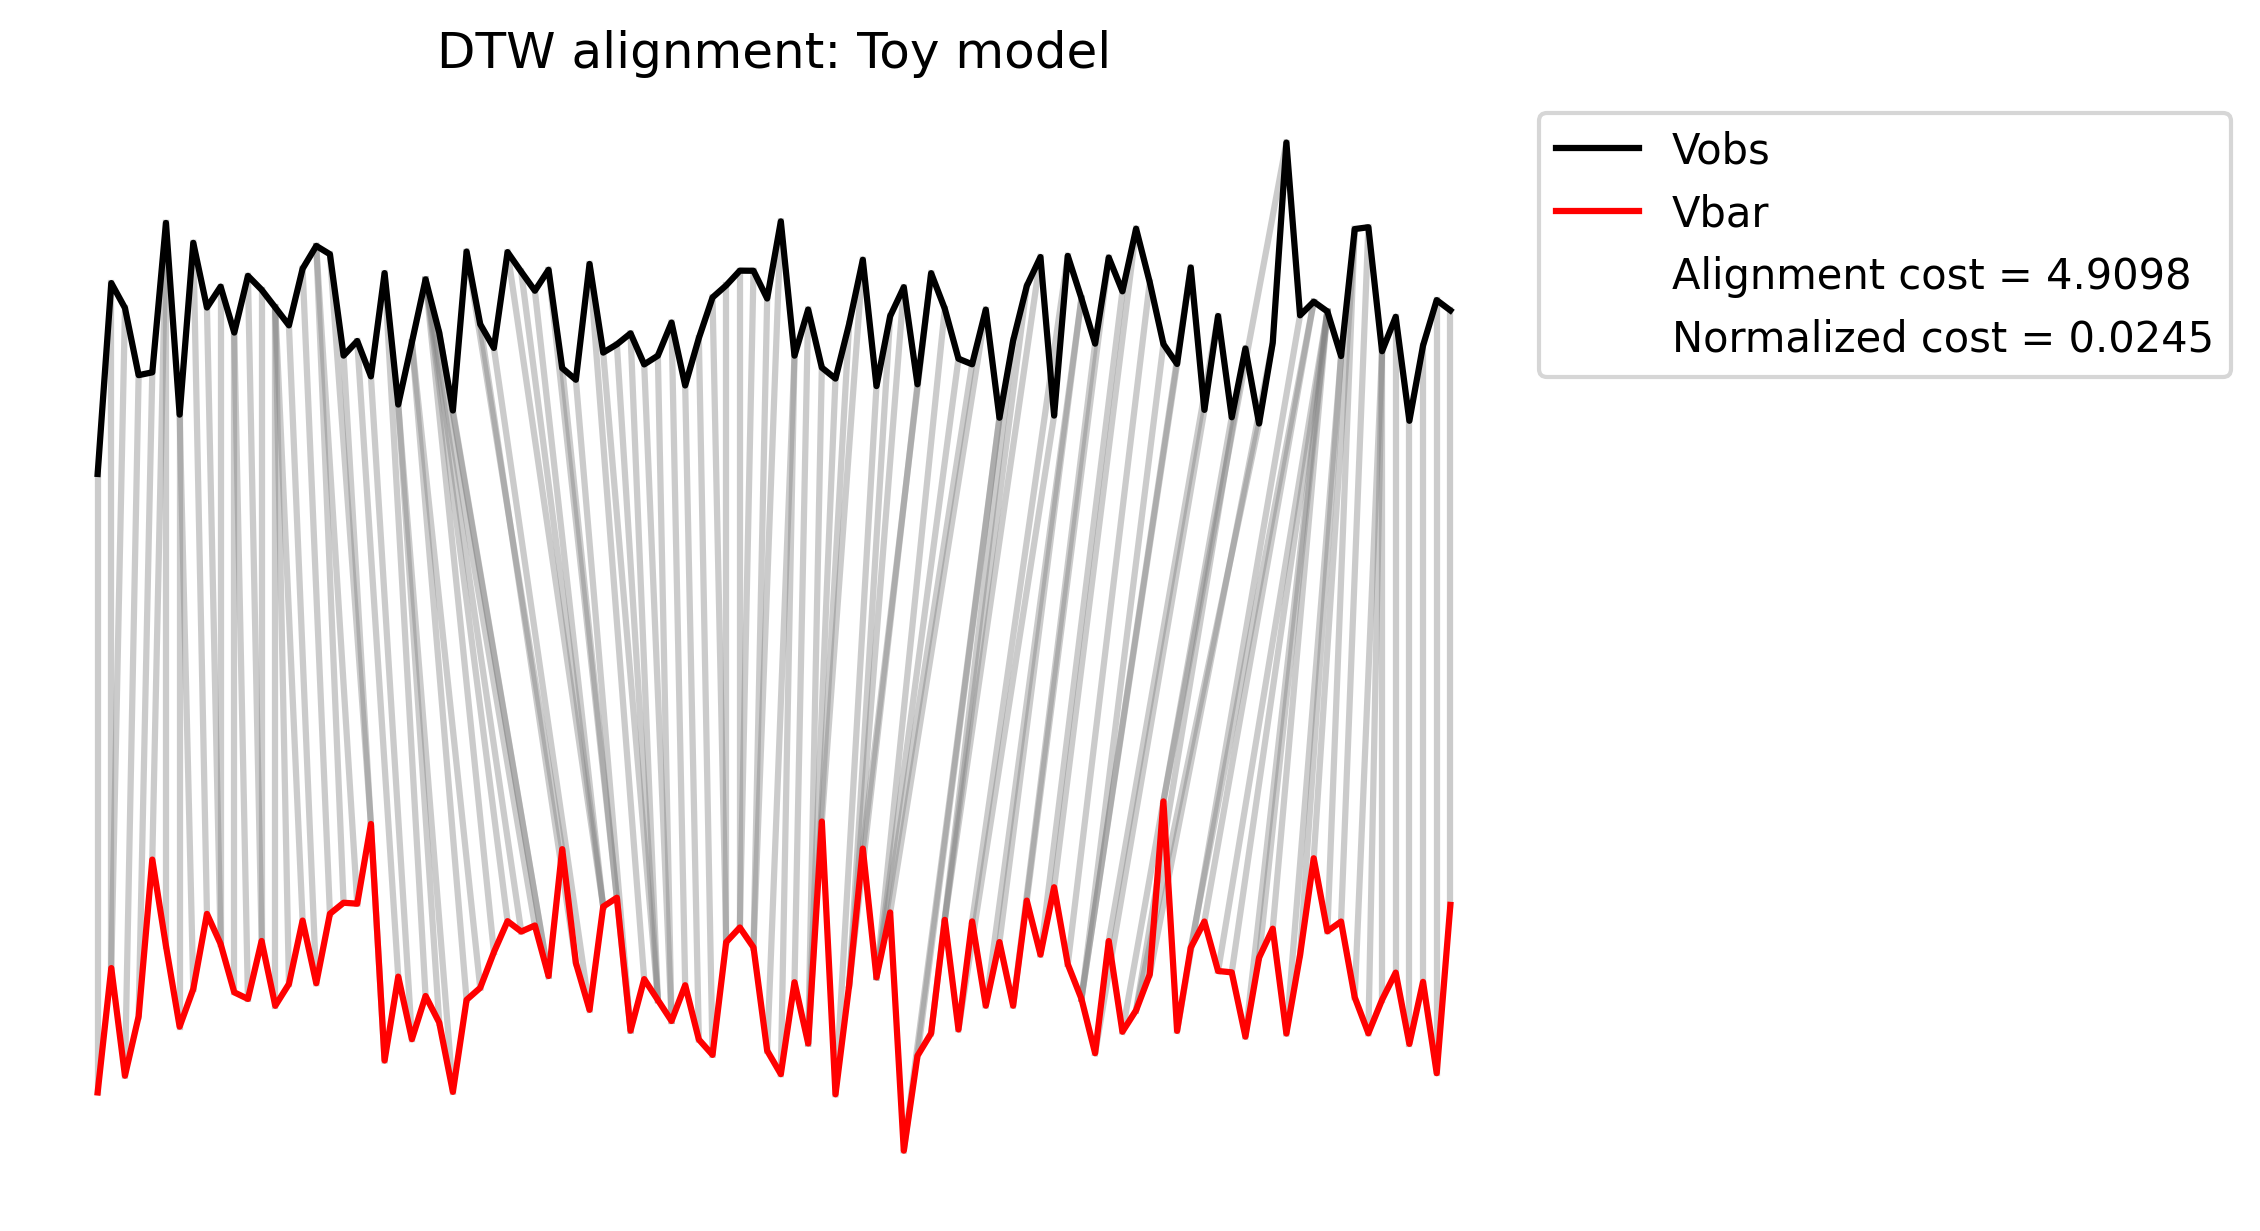 DTW alignment: Toy model
Vobs
Vbar
Alignment cost = 4.9098
Normalized cost = 0.0245